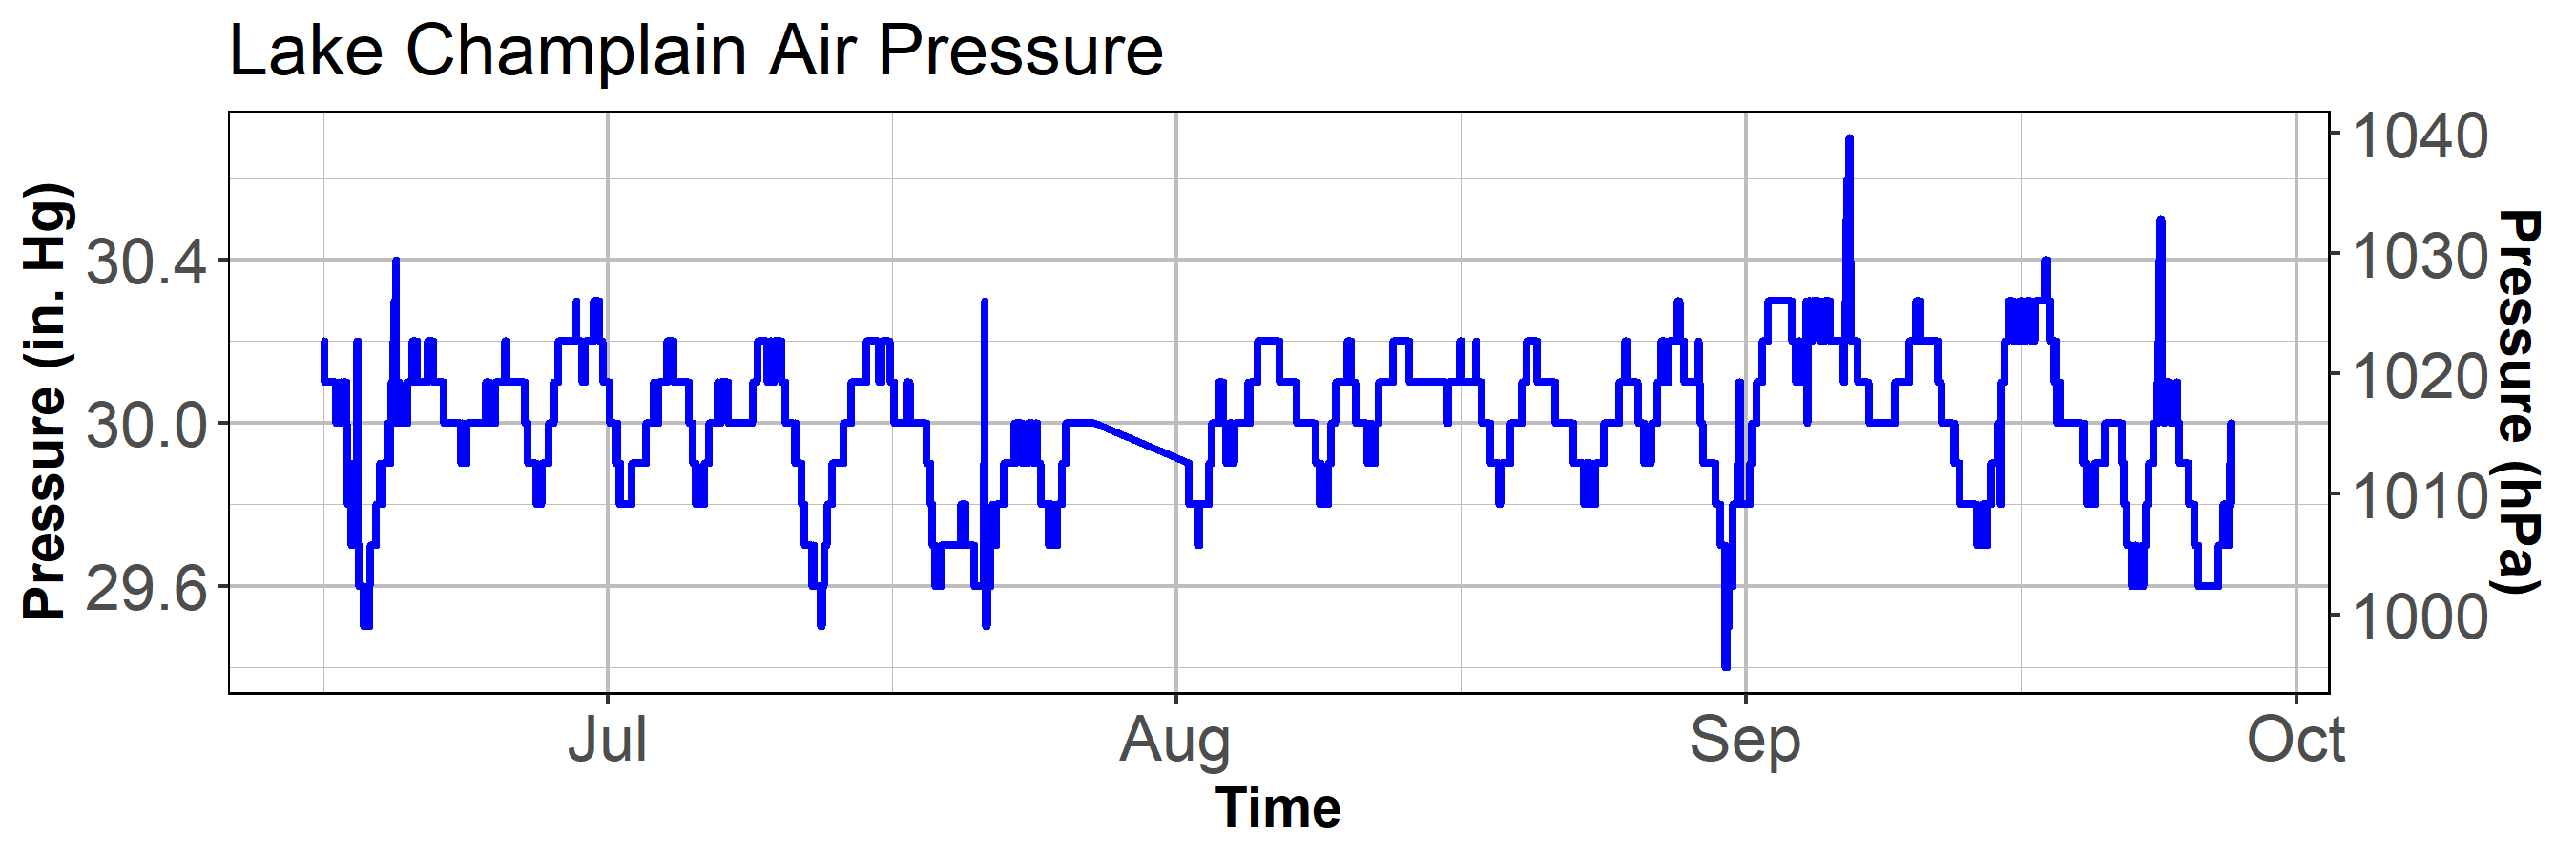 Lake Champlain Air Pressure
Pressure (in. Hg)
30.4
30.0
29.6
1040
1030
1020
1010
1000
Pressure (hPa)
Jul Aug Sep Oct
Time